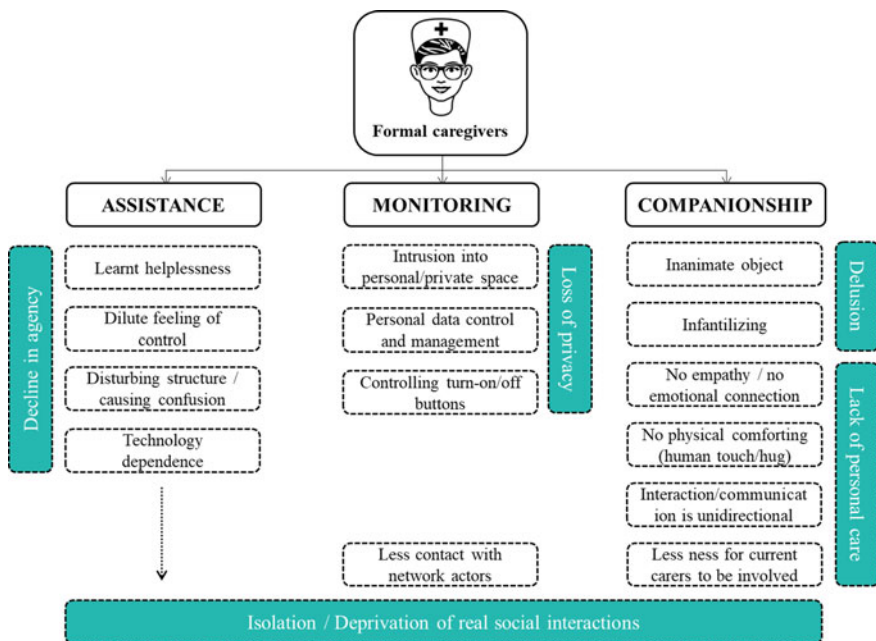 Formal caregivers
ASSISTANCE
MONITORING
COMPANIONSHIP
Decline in agency
Learnt helplessness
Dilute feeling of
control
Disturbing structure /
causing confusion
Technology
dependence
Intrusion into
personal/private space
Personal data control
and management
Controlling turn-on/off
buttons
Loss of privacy
Less contact with
network actors
Inanimate object
Infantilizing
No empathy / no
emotional connection
No physical comforting
(human touch/hug)
Interaction/communicat
ion is unidirectional
Less ness for current
carers to be involved
Delusion
Lack of personal care
Isolation / Deprivation of real social interactions